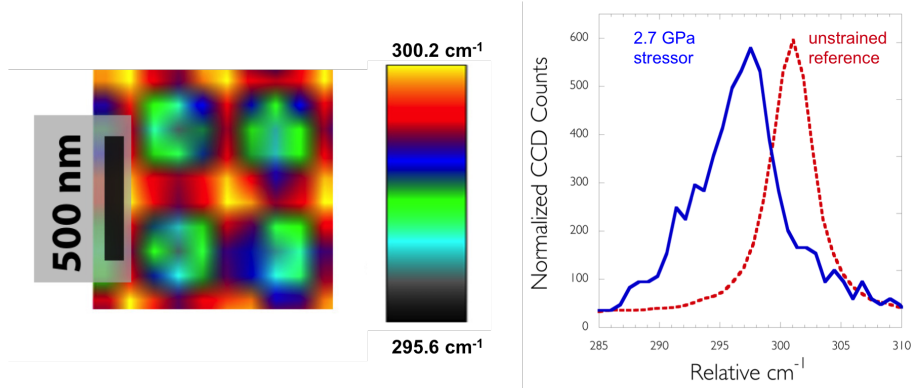 500 nm
300.2 cm⁻¹
295.6 cm⁻¹
Normalized CCD Counts
600
500
400
300
200
100
0
2.7 GPa
stressor
unstrained
reference
285
290
295
300
305
310
Relative cm⁻¹